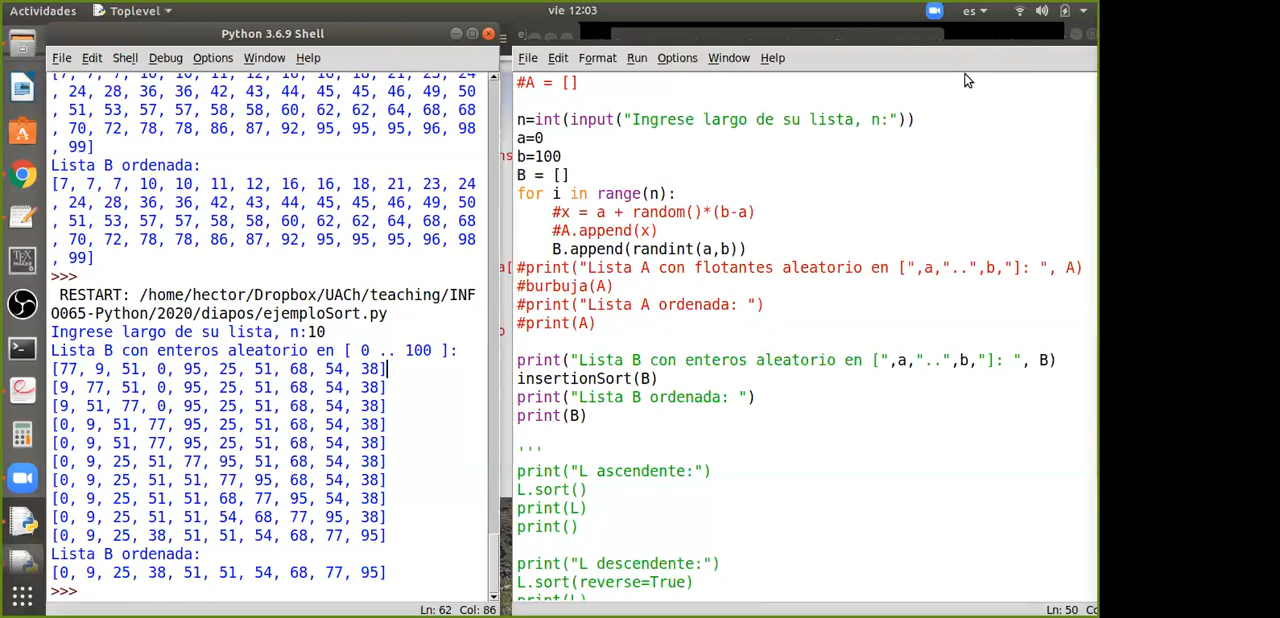 Actividades
Toplevel
vie 12:03
es
Python 3.6.9 Shell
File Edit Shell Debug Options Window Help
[7, 7, 7, 10, 10, 11, 12, 16, 16, 18, 21, 23, 24
, 24, 28, 36, 36, 42, 43, 44, 45, 45, 46, 49, 50
, 51, 53, 57, 57, 58, 58, 60, 62, 62, 64, 68, 68
, 70, 72, 78, 78, 86, 87, 92, 95, 95, 95, 96, 98
, 99]
Lista B ordenada:
[7, 7, 7, 10, 10, 11, 12, 16, 16, 18, 21, 23, 24
, 24, 28, 36, 36, 42, 43, 44, 45, 45, 46, 49, 50
, 51, 53, 57, 57, 58, 58, 60, 62, 62, 64, 68, 68
, 70, 72, 78, 78, 86, 87, 92, 95, 95, 95, 96, 98
, 99]
>>>
RESTART: /home/hector/Dropbox/UACh/teaching/INF
O065-Python/2020/diapos/ejemploSort.py
Ingrese largo de su lista, n:10
Lista B con enteros aleatorio en [ 0 .. 100 ]:
[77, 9, 51, 0, 95, 25, 51, 68, 54, 38]
[9, 77, 51, 0, 95, 25, 51, 68, 54, 38]
[9, 51, 77, 0, 95, 25, 51, 68, 54, 38]
[0, 9, 51, 77, 95, 25, 51, 68, 54, 38]
[0, 9, 51, 77, 95, 25, 51, 68, 54, 38]
[0, 9, 25, 51, 77, 95, 51, 68, 54, 38]
[0, 9, 25, 51, 51, 77, 95, 68, 54, 38]
[0, 9, 25, 51, 51, 68, 77, 95, 54, 38]
[0, 9, 25, 51, 51, 54, 68, 77, 95, 38]
[0, 9, 25, 38, 51, 51, 54, 68, 77, 95]
Lista B ordenada:
[0, 9, 25, 38, 51, 51, 54, 68, 77, 95]
>>>
Ln: 62 Col: 86
File Edit Format Run Options Window Help
#A = []
n=int(input("Ingrese largo de su lista, n:"))
a=0
b=100
B = []
for i in range(n):
    #x = a + random()*(b-a)
    #A.append(x)
    B.append(randint(a,b))
#print("Lista A con flotantes aleatorio en [",a,"..",b,"]: ", A)
#burbuja(A)
#print("Lista A ordenada: ")
#print(A)
print("Lista B con enteros aleatorio en [",a,"..",b,"]: ", B)
insertionSort(B)
print("Lista B ordenada: ")
print(B)
'''
print("L ascendente:")
L.sort()
print(L)
print()
print("L descendente:")
L.sort(reverse=True)
print(L)
Ln: 50